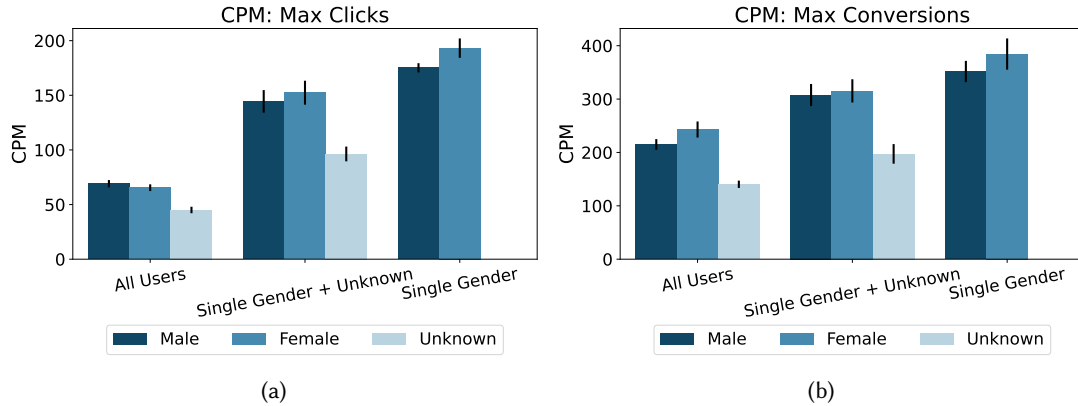 CPM: Max Clicks
200
150
100
50
0
CPM
All Users
Single Gender + Unknown
Single Gender
Male Female Unknown
(a)
CPM: Max Conversions
400
300
200
100
0
CPM
All Users
Single Gender + Unknown
Single Gender
Male Female Unknown
(b)